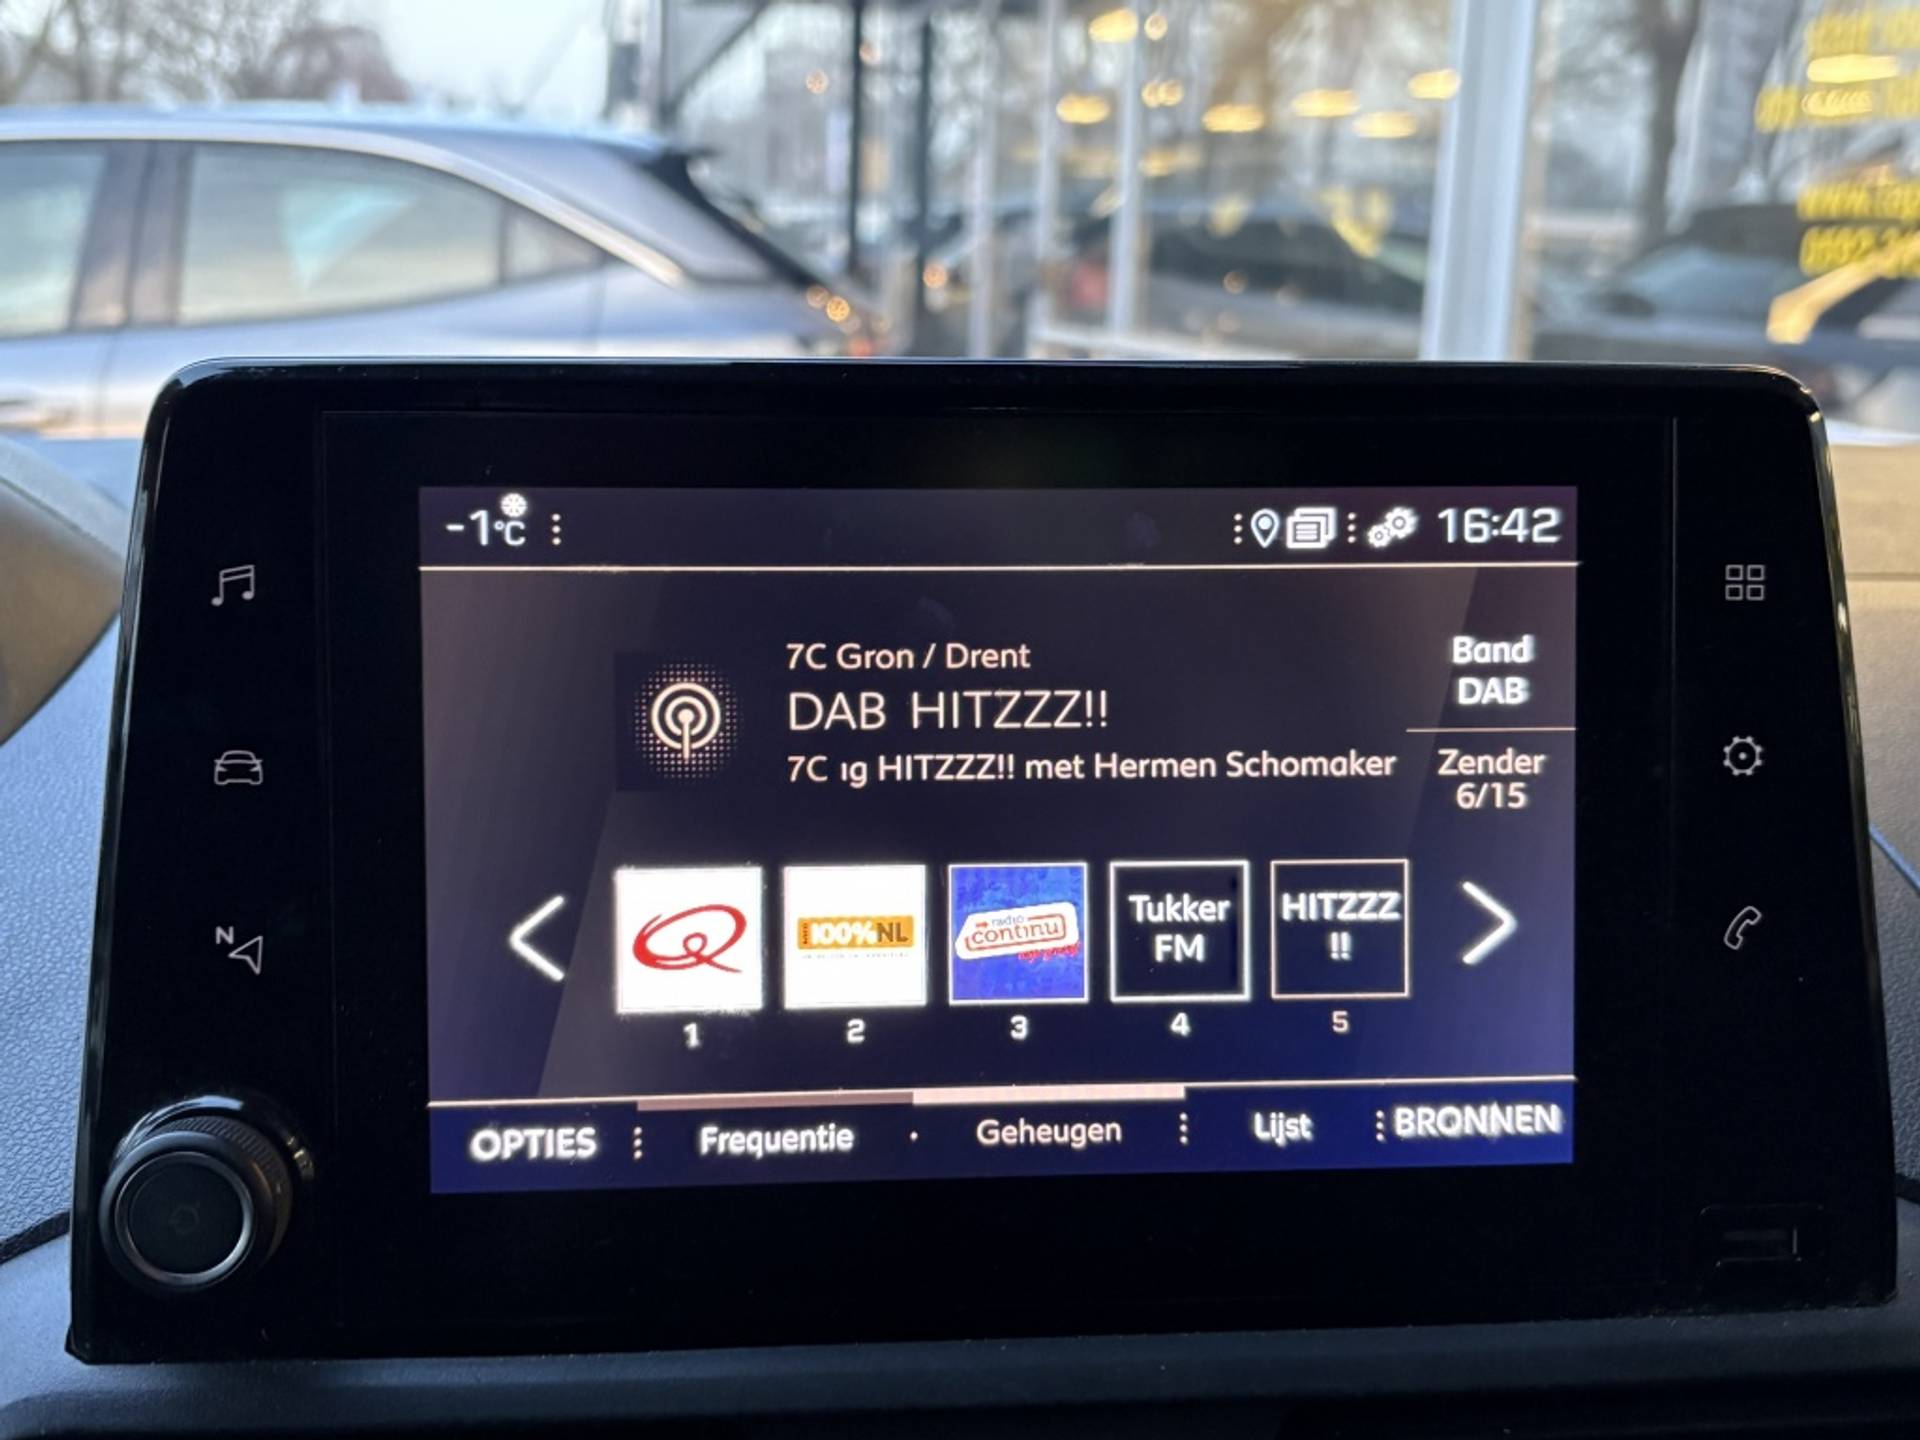 -1°C
16:42
7C Gron / Drent
DAB HITZZZ!!
7C ıg HITZZZ!! met Hermen Schomaker
Band
DAB
Zender
6/15
N
Q
100%NL
radio
continu
Tukker
FM
HITZZZ
!!
1
2
3
4
5
OPTIES
Frequentie
Geheugen
Lijst
BRONNEN